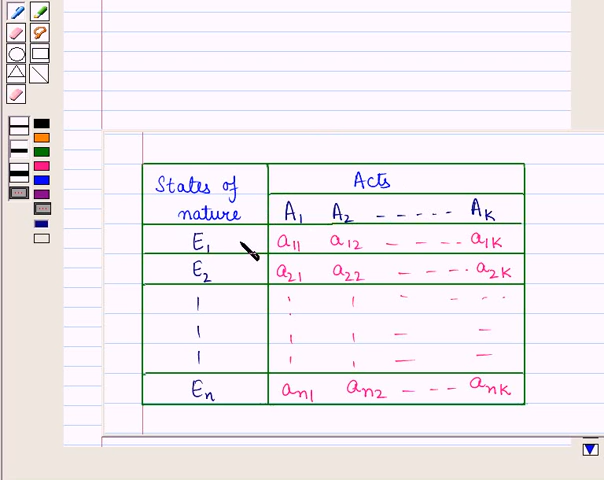 States of nature Acts
A1 A2 ------ AK
E1 a11 a12 - ---- a1K
E2 a21 a22 - --- a2K
En an1 an2 - --- anK